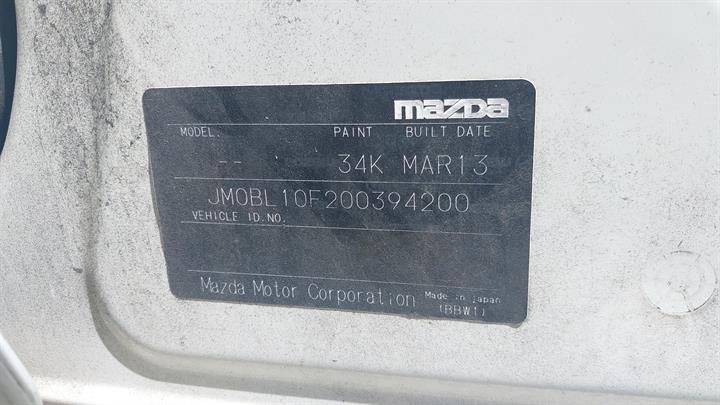 mazda
MODEL. PAINT BUILT DATE
-- 34K MAR13
JM0BL10F200394200
VEHICLE ID.NO.
Mazda Motor Corporation Made in Japan
(BBW1)